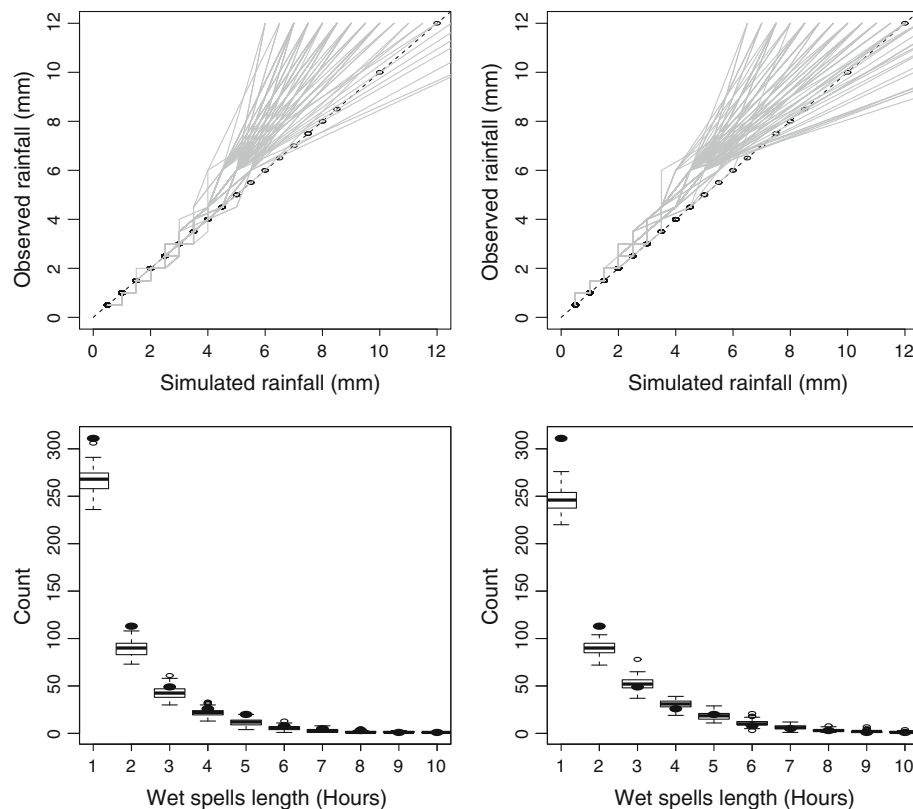 Observed rainfall (mm)
0 2 4 6 8 10 12
0 2 4 6 8 10 12
Simulated rainfall (mm)
Observed rainfall (mm)
0 2 4 6 8 10 12
0 2 4 6 8 10 12
Simulated rainfall (mm)
Count
0 50 100 150 200 250 300
1 2 3 4 5 6 7 8 9 10
Wet spells length (Hours)
Count
0 50 100 150 200 250 300
1 2 3 4 5 6 7 8 9 10
Wet spells length (Hours)